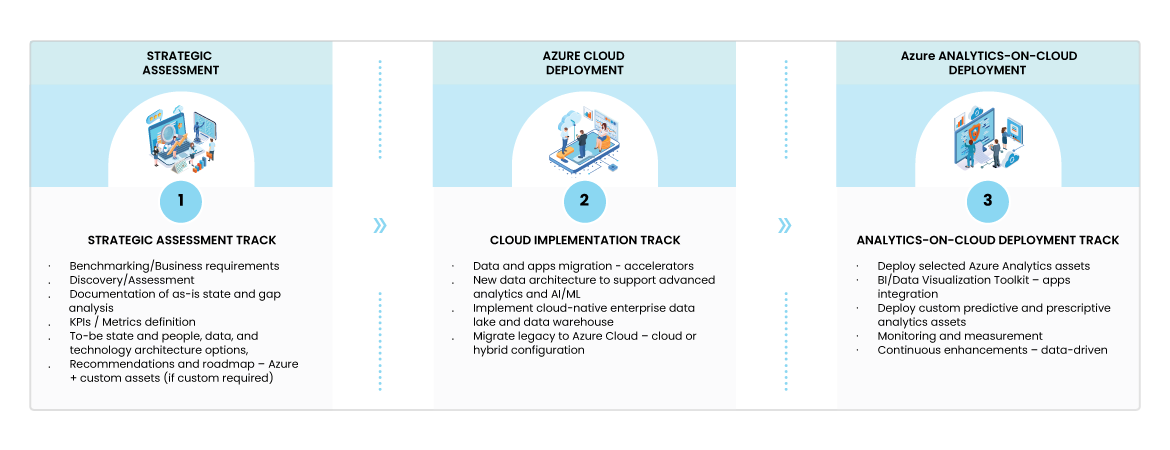 STRATEGIC
ASSESSMENT
1
STRATEGIC ASSESSMENT TRACK
· Benchmarking/Business requirements
. Discovery/Assessment
. Documentation of as-is state and gap
analysis
. KPIs / Metrics definition
. To-be state and people, data, and
technology architecture options,
. Recommendations and roadmap – Azure
+ custom assets (if custom required)
»
AZURE CLOUD
DEPLOYMENT
2
CLOUD IMPLEMENTATION TRACK
· Data and apps migration - accelerators
. New data architecture to support advanced
analytics and AI/ML
. Implement cloud-native enterprise data
lake and data warehouse
. Migrate legacy to Azure Cloud – cloud or
hybrid configuration
»
Azure ANALYTICS-ON-CLOUD
DEPLOYMENT
3
ANALYTICS-ON-CLOUD DEPLOYMENT TRACK
· Deploy selected Azure Analytics assets
· BI/Data Visualization Toolkit – apps
integration
· Deploy custom predictive and prescriptive
analytics assets
· Monitoring and measurement
· Continuous enhancements – data-driven